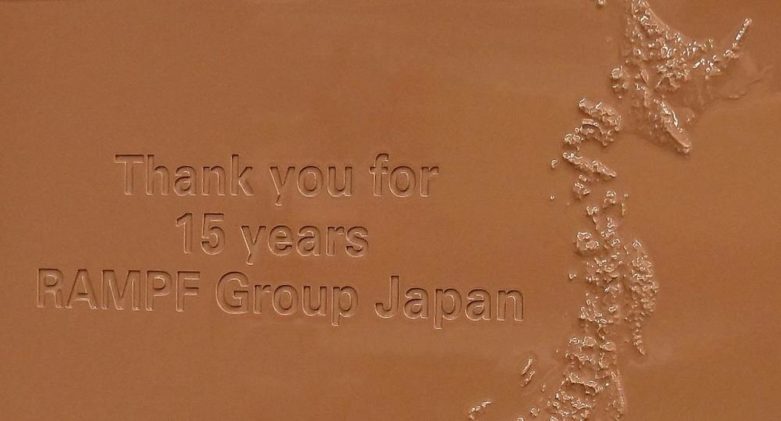 Thank you for
15 years
RAMPF Group Japan